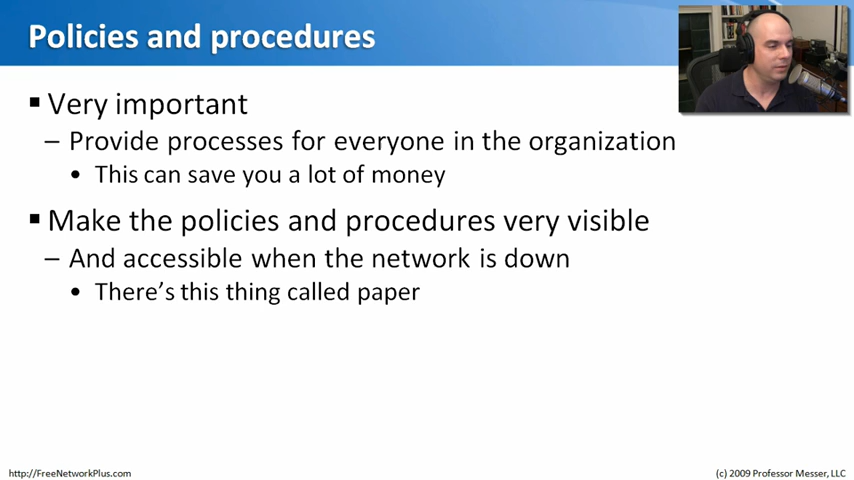 Policies and procedures
▪ Very important
– Provide processes for everyone in the organization
• This can save you a lot of money
▪ Make the policies and procedures very visible
– And accessible when the network is down
• There's this thing called paper
http://FreeNetworkPlus.com
(c) 2009 Professor Messer, LLC